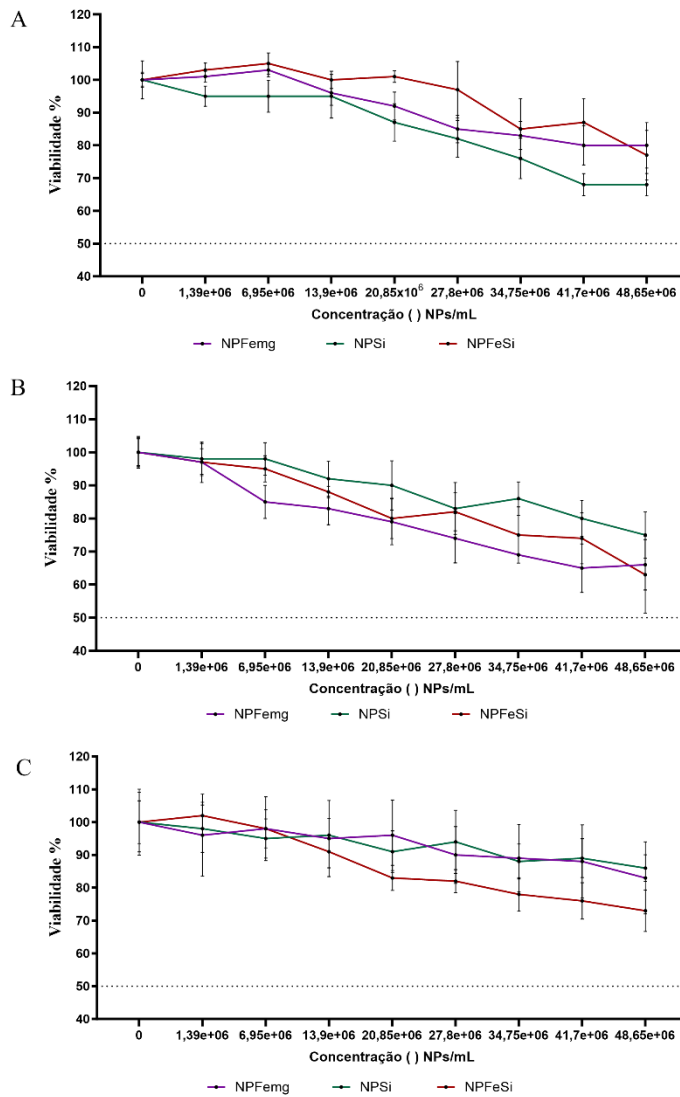 A
120
110
100
90
80
70
60
50
40
Viabilidade %
0 1,39e+06 6,95e+06 13,9e+06 20,85x10⁶ 27,8e+06 34,75e+06 41,7e+06 48,65e+06
Concentração ( ) NPs/mL
NPFemg NPSi NPFeSi
B
120
110
100
90
80
70
60
50
40
Viabilidade %
0 1,39e+06 6,95e+06 13,9e+06 20,85e+06 27,8e+06 34,75e+06 41,7e+06 48,65e+06
Concentração ( ) NPs/mL
NPFemg NPSi NPFeSi
C
120
110
100
90
80
70
60
50
40
Viabilidade %
0 1,39e+06 6,95e+06 13,9e+06 20,85e+06 27,8e+06 34,75e+06 41,7e+06 48,65e+06
Concentração ( ) NPs/mL
NPFemg NPSi NPFeSi